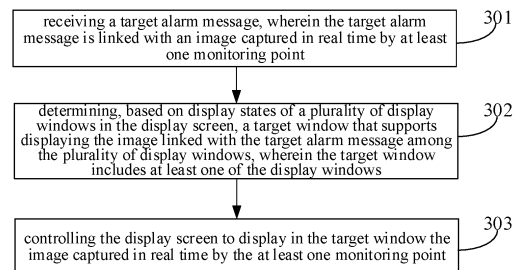 receiving a target alarm message, wherein the target alarm
message is linked with an image captured in real time by at least
one monitoring point
301
determining, based on display states of a plurality of display
windows in the display screen, a target window that supports
displaying the image linked with the target alarm message among
the plurality of display windows, wherein the target window
includes at least one of the display windows
302
controlling the display screen to display in the target window the
image captured in real time by the at least one monitoring point
303